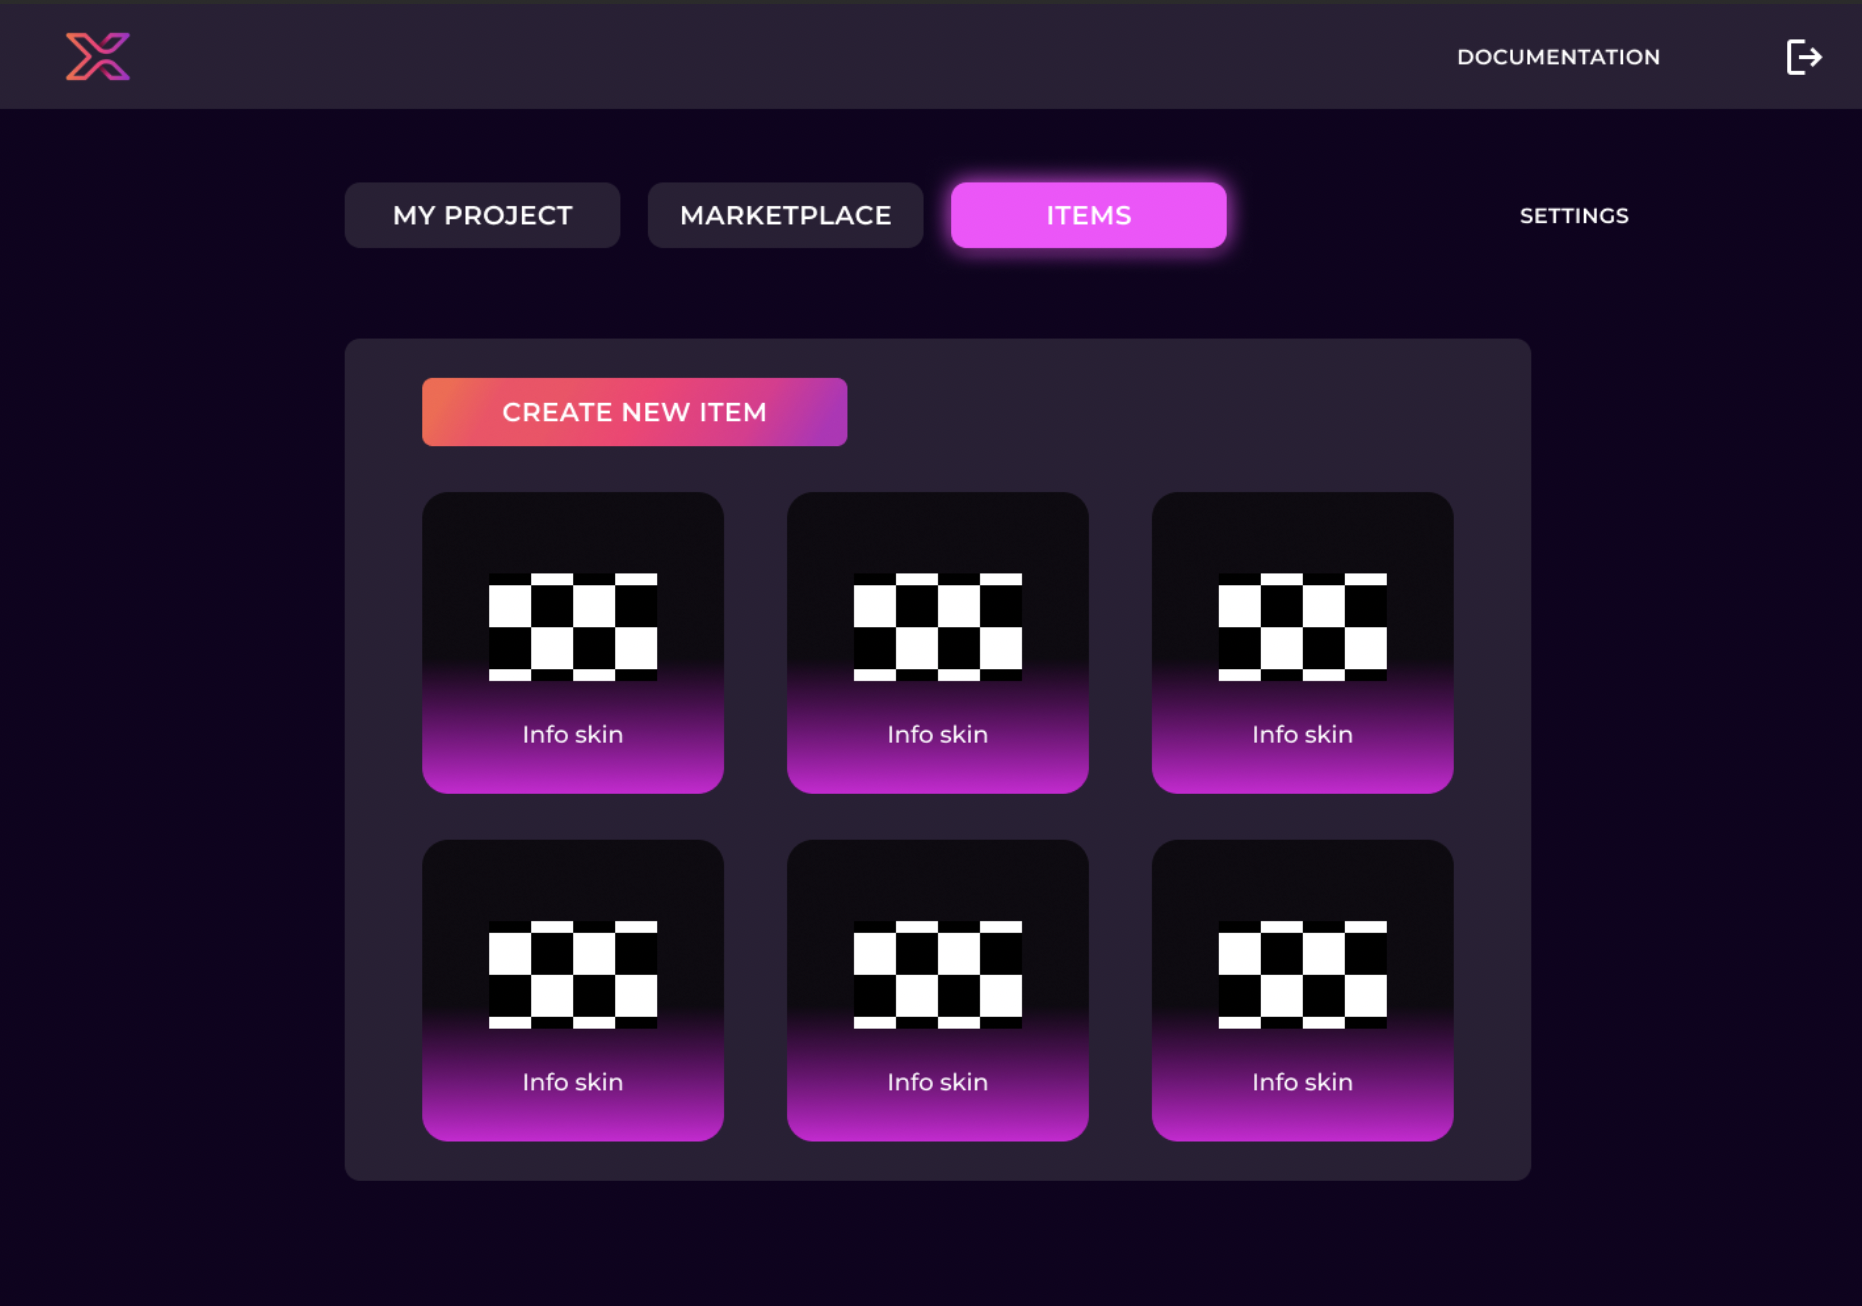 DOCUMENTATION
MY PROJECT
MARKETPLACE
ITEMS
SETTINGS
CREATE NEW ITEM
Info skin
Info skin
Info skin
Info skin
Info skin
Info skin